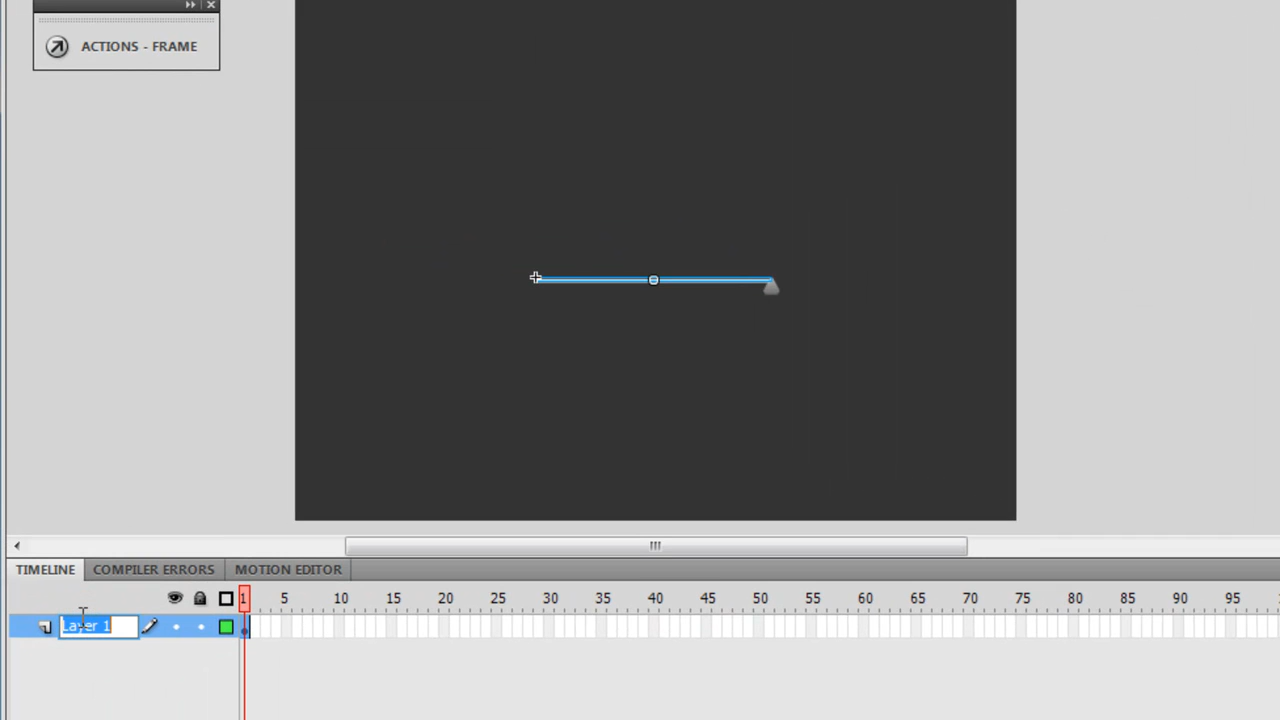 ACTIONS - FRAME
TIMELINE
COMPILER ERRORS
MOTION EDITOR
1 5 10 15 20 25 30 35 40 45 50 55 60 65 70 75 80 85 90 95
Layer 1